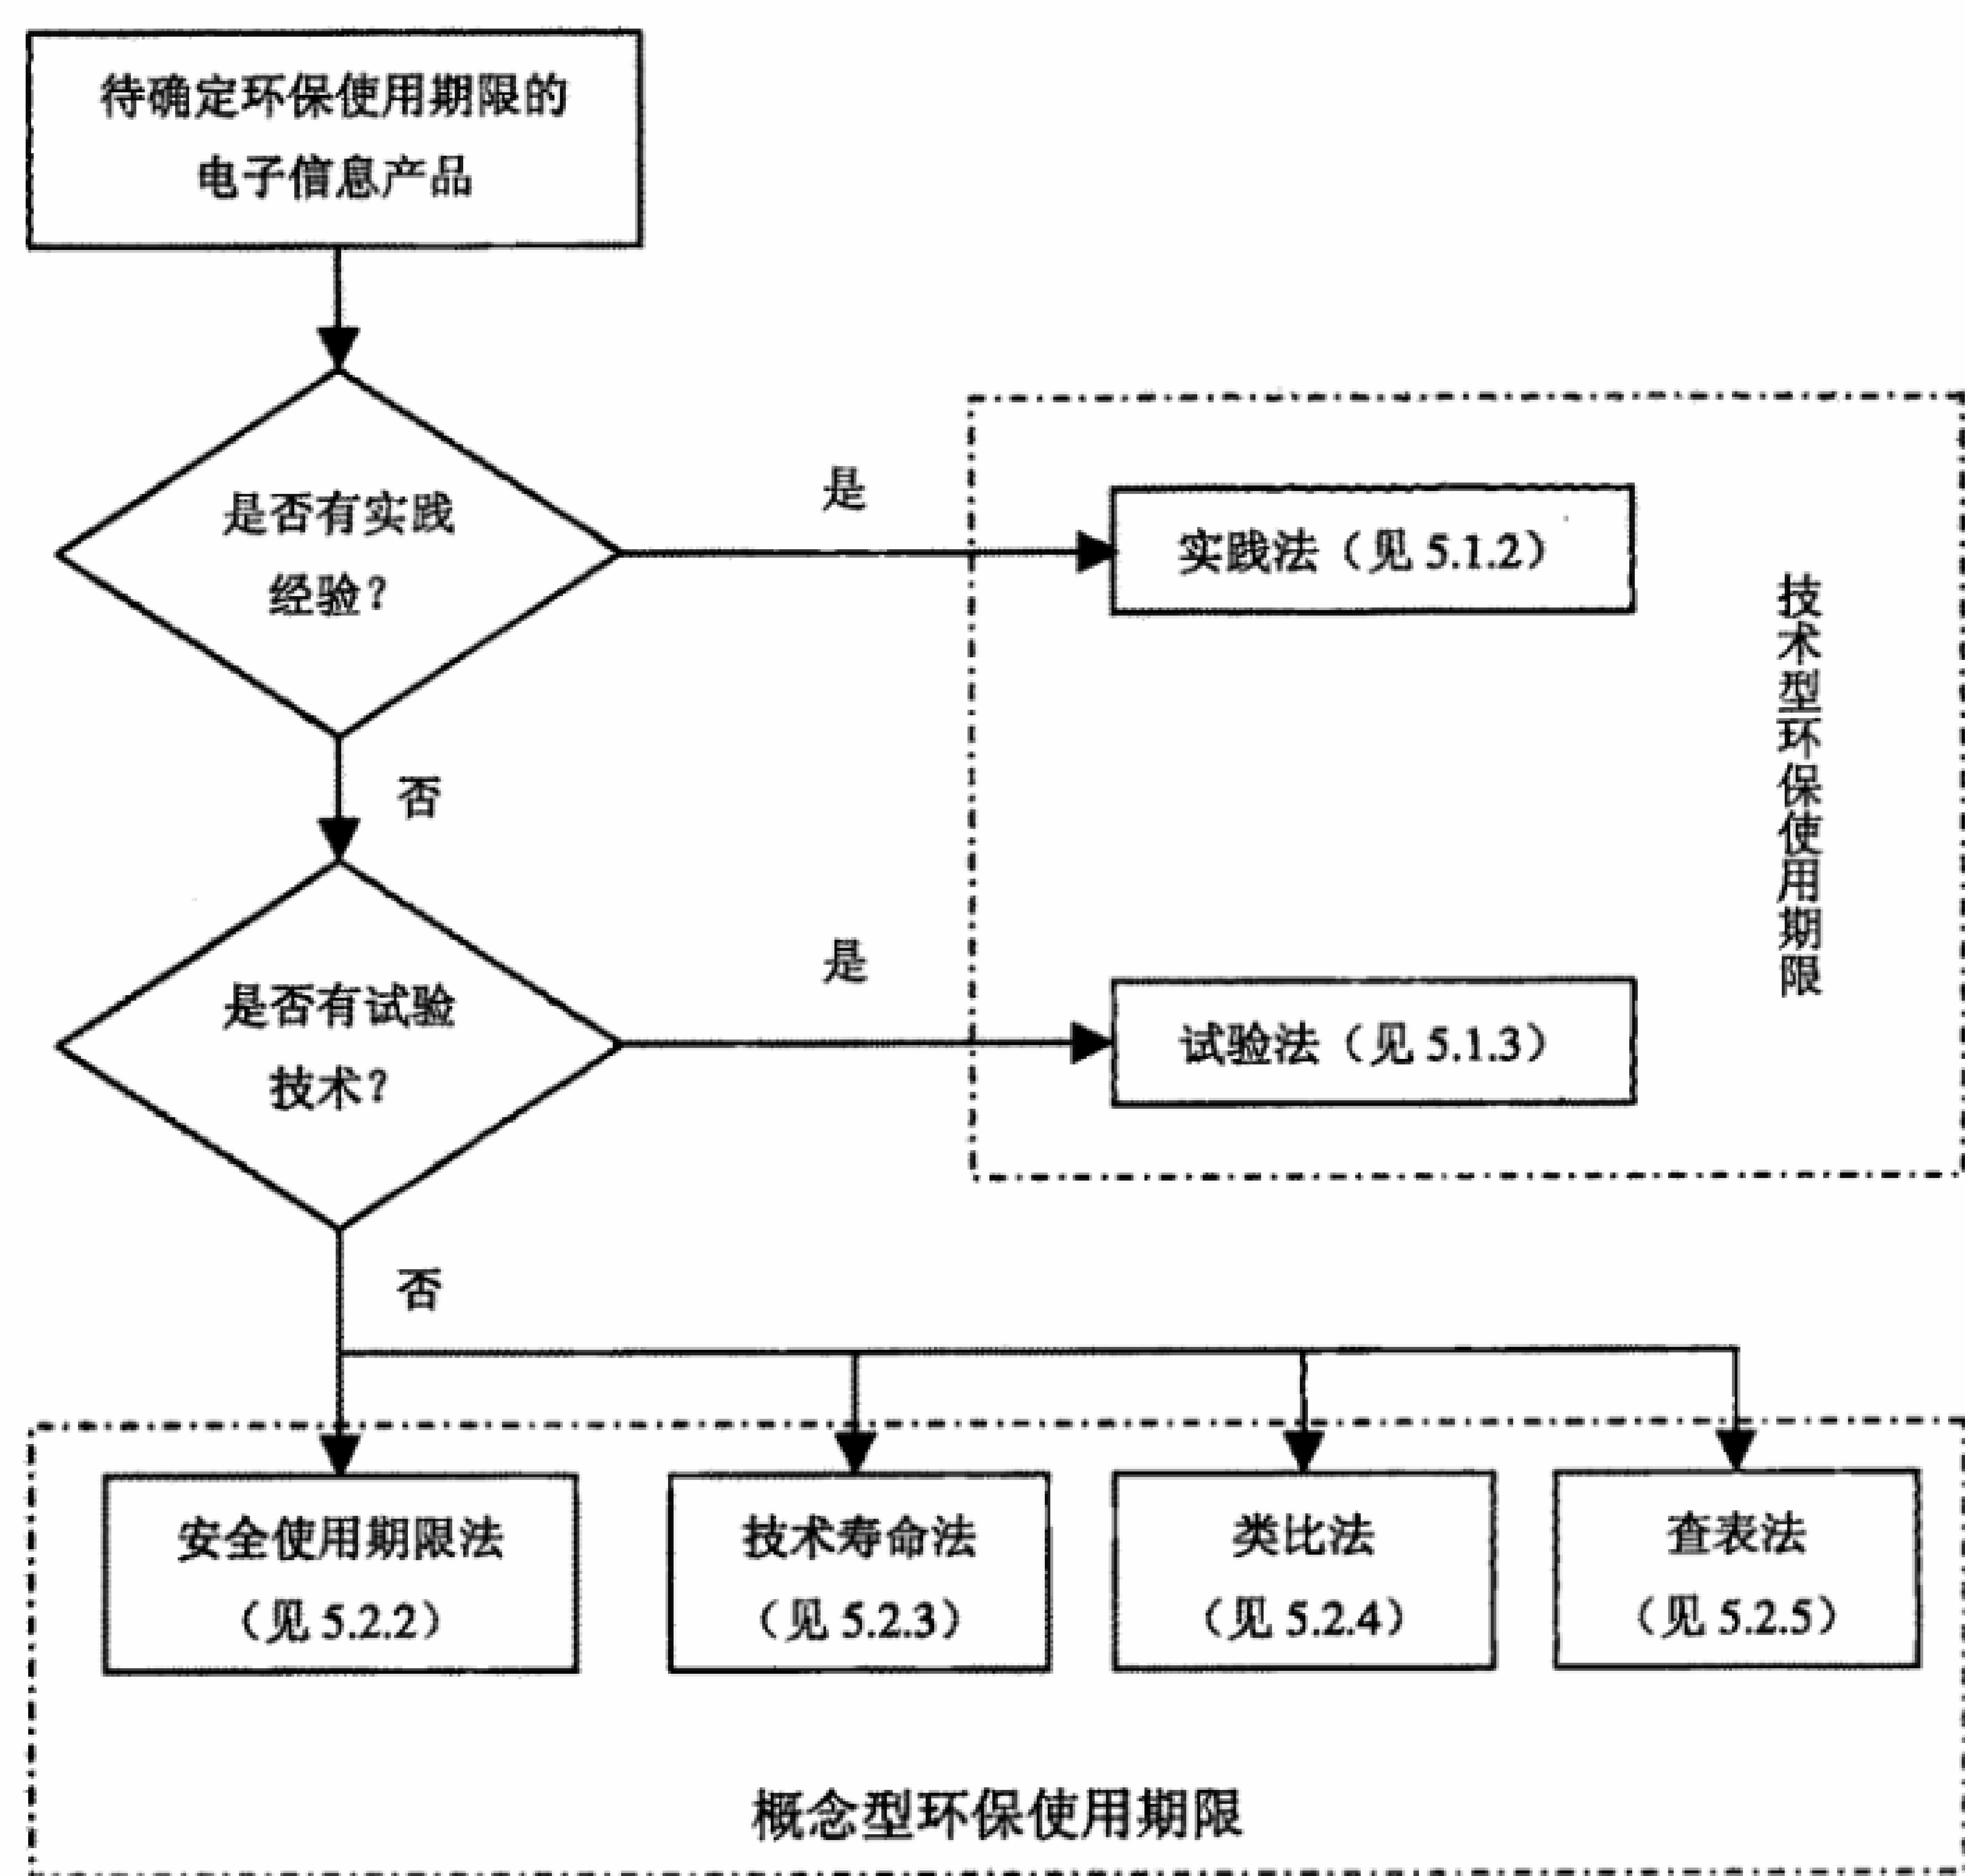 待确定环保使用期限的
电子信息产品
是否有实践
经验？
是
实践法（见 5.1.2）
技术型环保使用期限
否
是否有试验
技术？
是
试验法（见 5.1.3）
否
安全使用期限法
（见 5.2.2）
技术寿命法
（见 5.2.3）
类比法
（见 5.2.4）
查表法
（见 5.2.5）
概念型环保使用期限